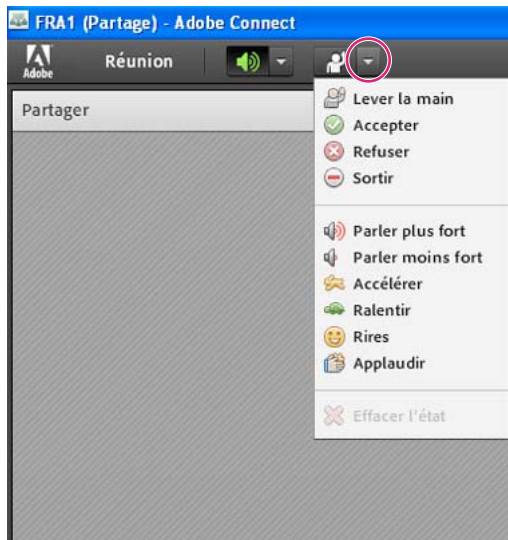 FRA1 (Partage) - Adobe Connect
Adobe
Réunion
Partager
Lever la main
Accepter
Refuser
Sortir
Parler plus fort
Parler moins fort
Accélérer
Ralentir
Rires
Applaudir
Effacer l'état